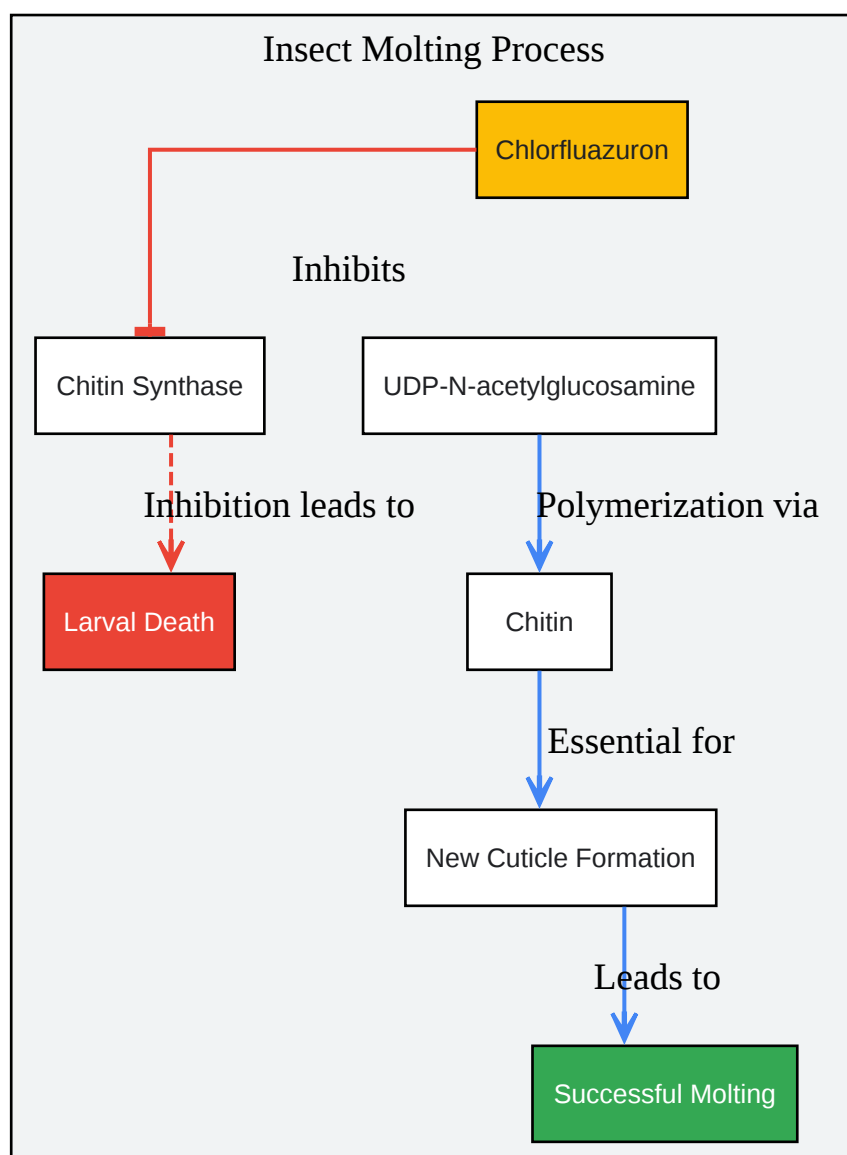 Insect Molting Process
Chlorfluazuron
Inhibits
Chitin Synthase
UDP-N-acetylglucosamine
Inhibition leads to
Polymerization via
Larval Death
Chitin
Essential for
New Cuticle Formation
Leads to
Successful Molting